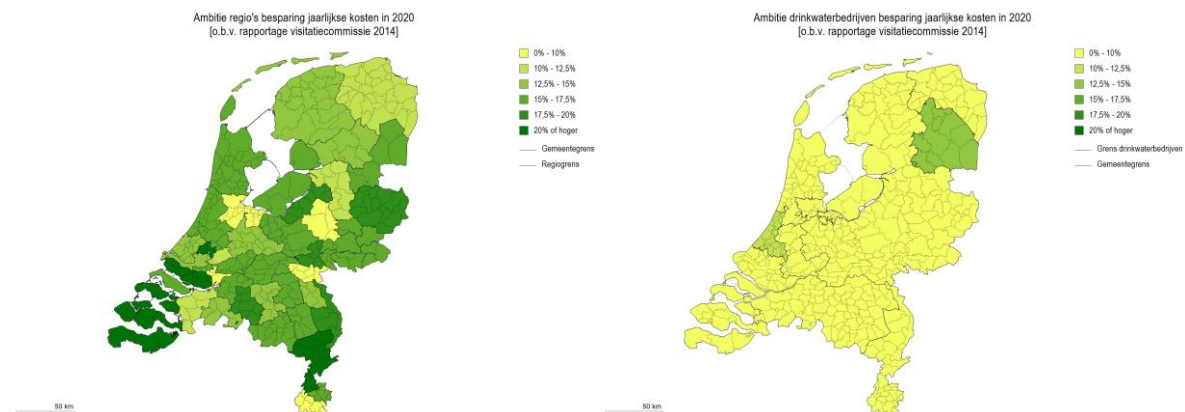 Ambitie regio's besparing jaarlijkse kosten in 2020
[o.b.v. rapportage visitatiecommissie 2014]
0% - 10%
10% - 12,5%
12,5% - 15%
15% - 17,5%
17,5% - 20%
20% of hoger
Gemeentegrens
Regiogrens
50 km
Ambitie drinkwaterbedrijven besparing jaarlijkse kosten in 2020
[o.b.v. rapportage visitatiecommissie 2014]
0% - 10%
10% - 12,5%
12,5% - 15%
15% - 17,5%
17,5% - 20%
20% of hoger
Grens drinkwaterbedrijven
Gemeentegrens
50 km